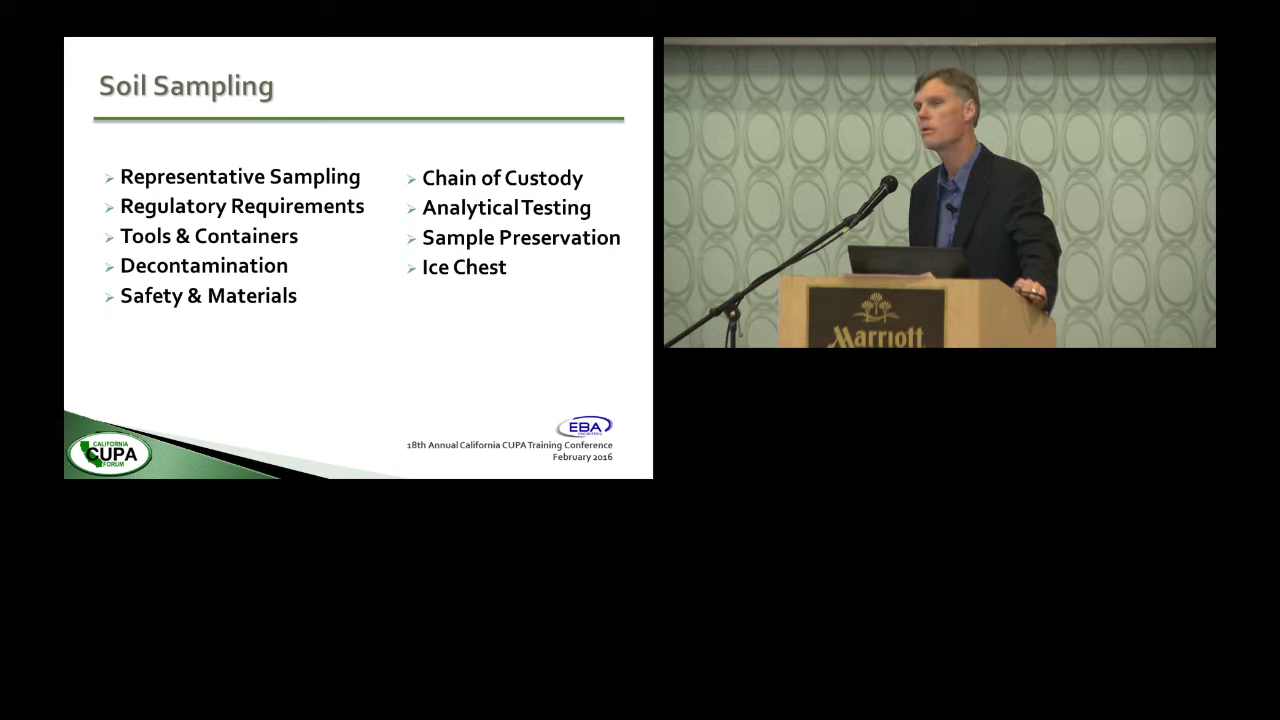 Soil Sampling
Representative Sampling
Regulatory Requirements
Tools & Containers
Decontamination
Safety & Materials
Chain of Custody
Analytical Testing
Sample Preservation
Ice Chest
EBA
ENGINEERING
18th Annual California CUPA Training Conference
February 2016
CALIFORNIA
CUPA
FORUM
Marriott